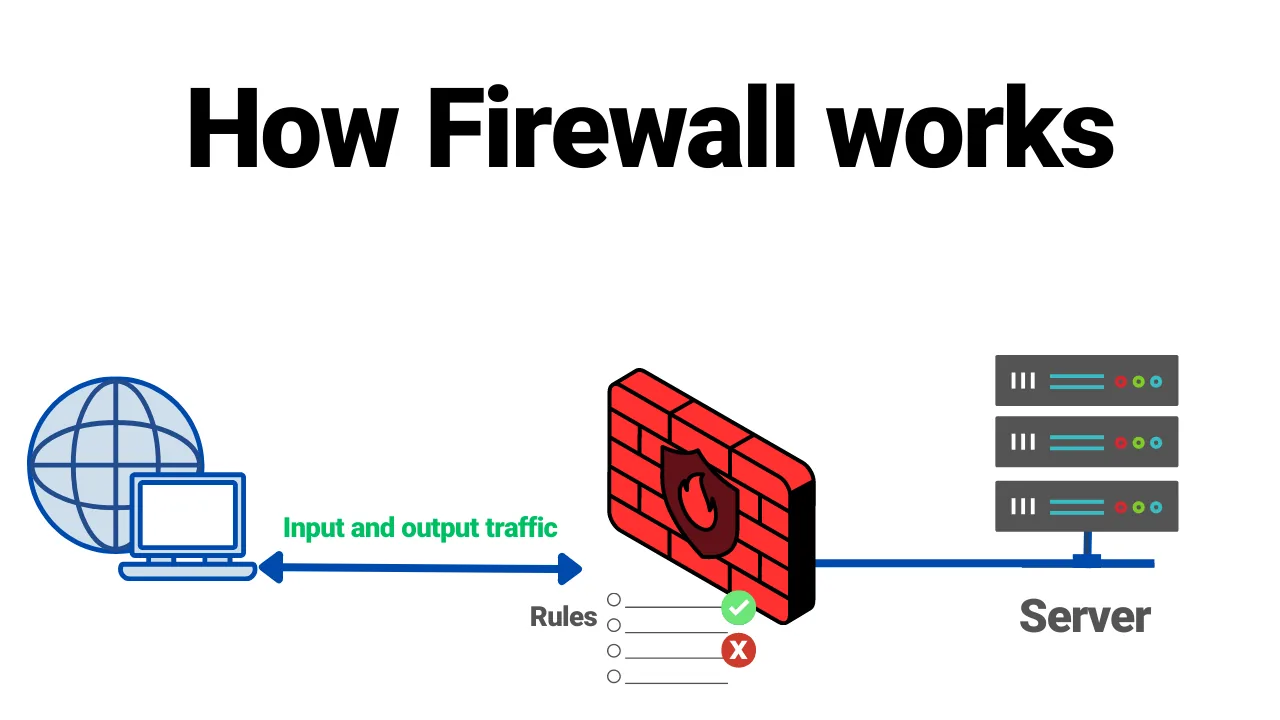 How Firewall works
Input and output traffic
Rules
X
Server